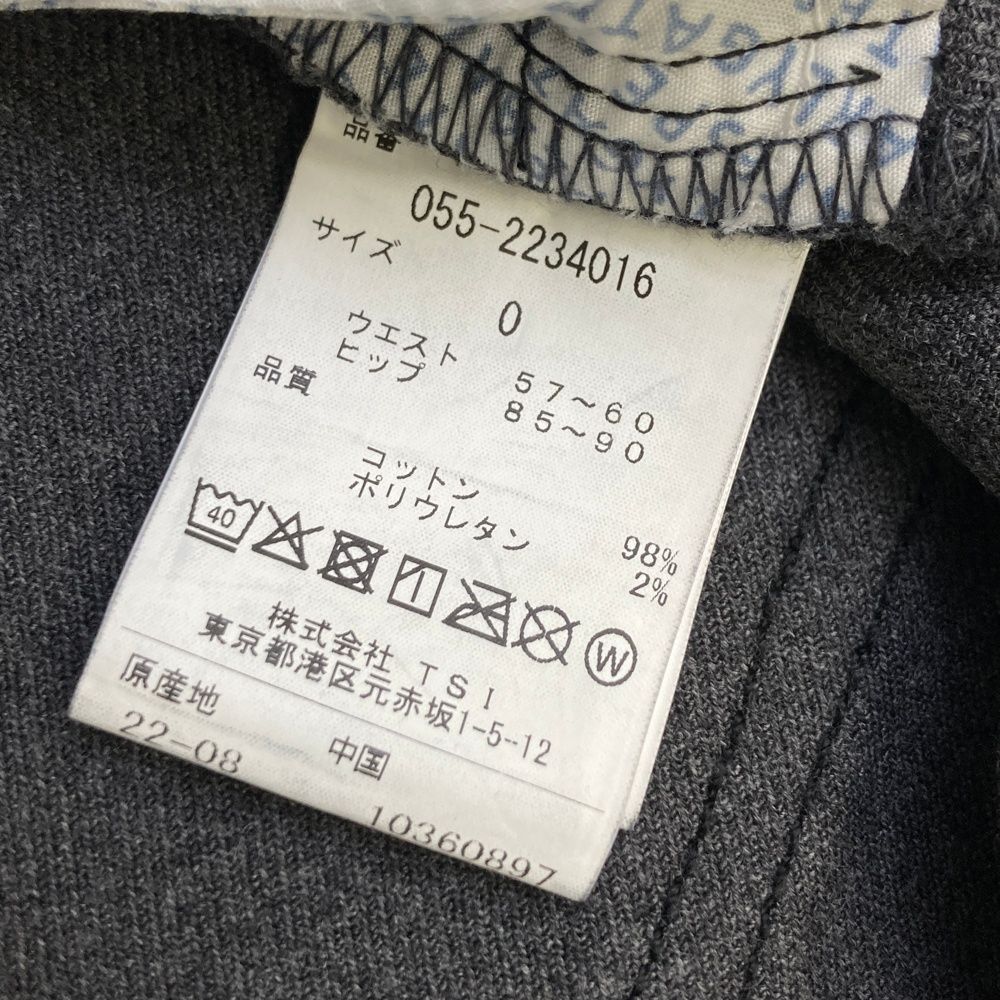 品番
055-2234016
サイズ
0
ウエスト 57～60
ヒップ 85～90
品質
コットン 98%
ポリウレタン 2%
40
W
株式会社 TSI
東京都港区元赤坂1-5-12
原産地 中国
22-08 10360897